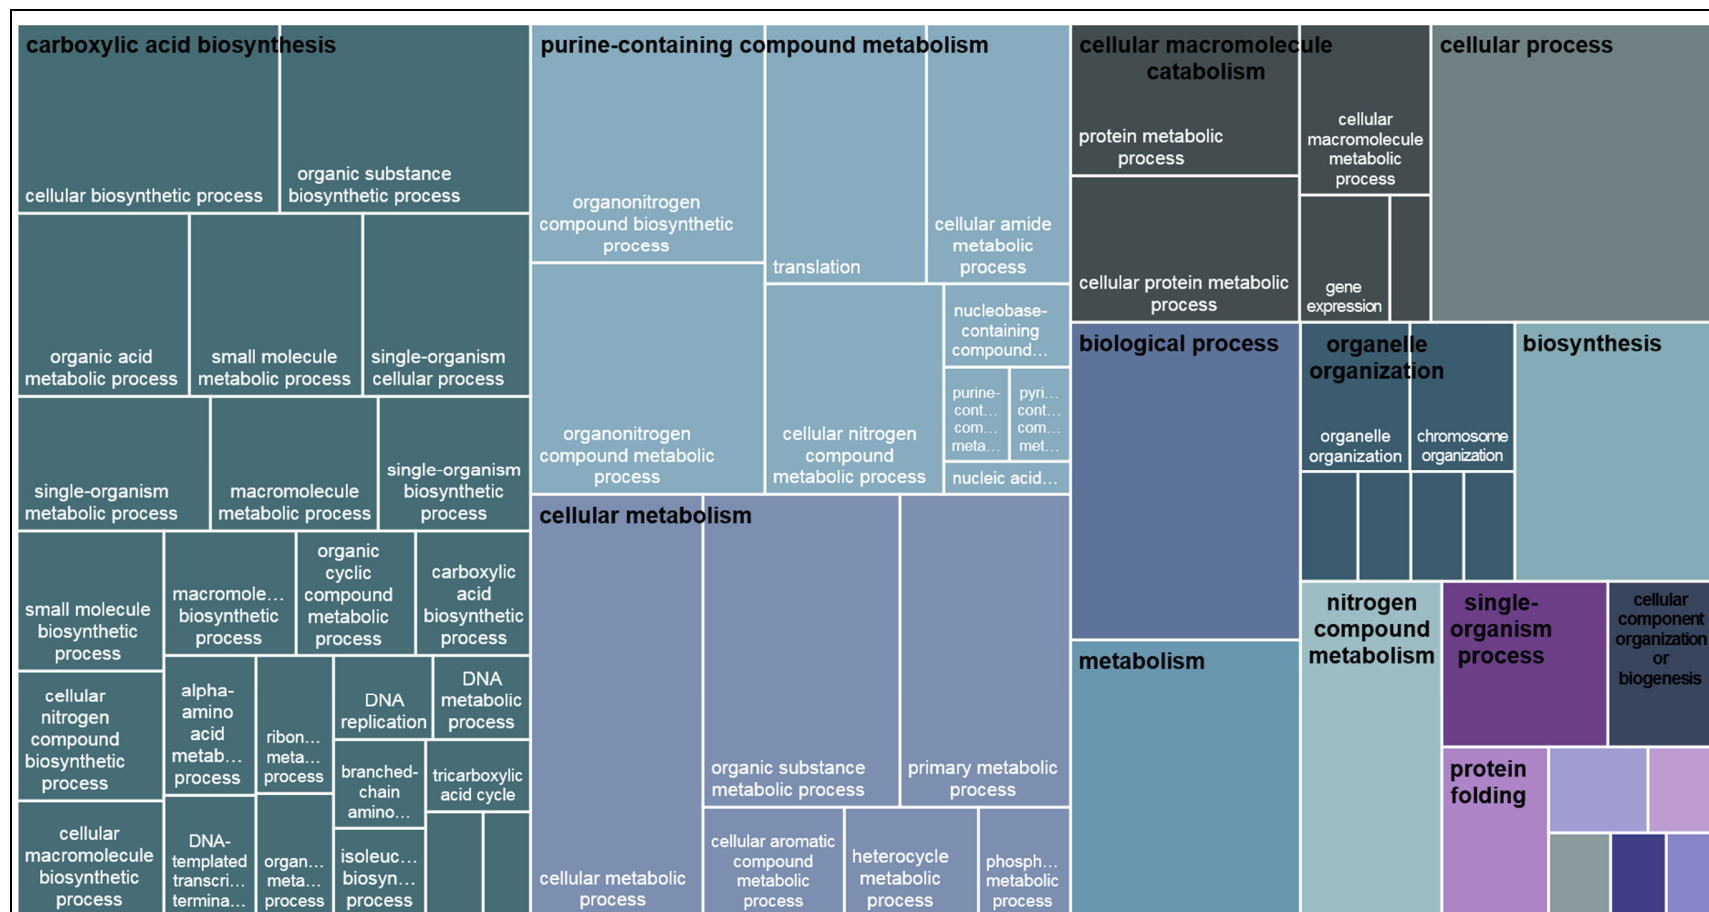 carboxylic acid biosynthesis
cellular biosynthetic process
organic substance
biosynthetic process
organic acid
metabolic process
small molecule
metabolic process
single-organism
cellular process
single-organism
metabolic process
macromolecule
metabolic process
single-organism
biosynthetic
process
small molecule
biosynthetic
process
macromole…
biosynthetic
process
organic
cyclic
compound
metabolic
process
carboxylic
acid
biosynthetic
process
cellular
nitrogen
compound
biosynthetic
process
alpha-
amino
acid
metab…
process
ribon…
meta…
process
DNA
replication
DNA
metabolic
process
branched-
chain
amino…
tricarboxylic
acid cycle
cellular
macromolecule
biosynthetic
process
DNA-
templated
transcri…
termina…
organ…
meta…
process
isoleuc…
biosyn…
process
purine-containing compound metabolism
organonitrogen
compound biosynthetic
process
translation
cellular amide
metabolic
process
organonitrogen
compound metabolic
process
cellular nitrogen
compound
metabolic process
nucleobase-
containing
compound…
purine-
cont…
com…
meta…
pyri…
cont…
com…
met…
nucleic acid…
cellular metabolism
cellular metabolic
process
organic substance
metabolic process
primary metabolic
process
cellular aromatic
compound
metabolic
process
heterocycle
metabolic
process
phosph…
metabolic
process
cellular macromolecule
catabolism
protein metabolic
process
cellular
macromolecule
metabolic
process
cellular protein metabolic
process
gene
expression
cellular process
biological process
organelle
organization
organelle
organization
chromosome
organization
biosynthesis
metabolism
nitrogen
compound
metabolism
single-
organism
process
cellular
component
organization
or
biogenesis
protein
folding